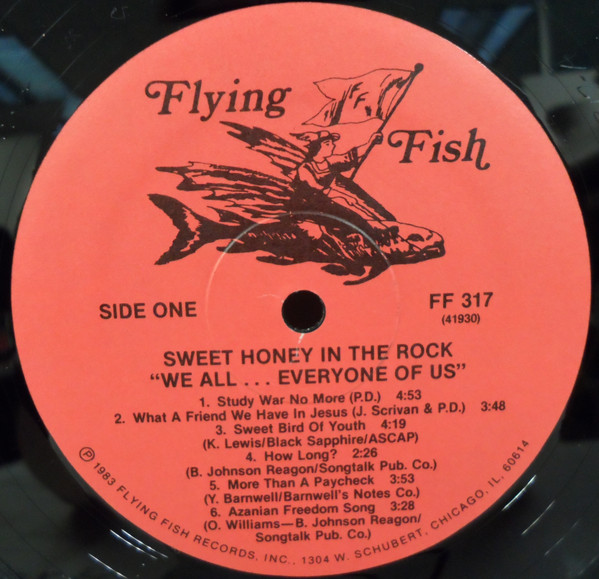 Flying
Fish
FF
SIDE ONE
FF 317
(41930)
SWEET HONEY IN THE ROCK
“WE ALL . . . EVERYONE OF US”
1. Study War No More (P.D.) 4:53
2. What A Friend We Have In Jesus (J. Scrivan & P.D.) 3:48
3. Sweet Bird Of Youth 4:19
(K. Lewis/Black Sapphire/ASCAP)
4. How Long? 2:26
(B. Johnson Reagon/Songtalk Pub. Co.)
5. More Than A Paycheck 3:53
(Y. Barnwell/Barnwell's Notes Co.)
6. Azanian Freedom Song 3:28
(O. Williams—B. Johnson Reagon/
Songtalk Pub. Co.)
Ⓟ 1983 FLYING FISH RECORDS, INC., 1304 W. SCHUBERT, CHICAGO, IL. 60614